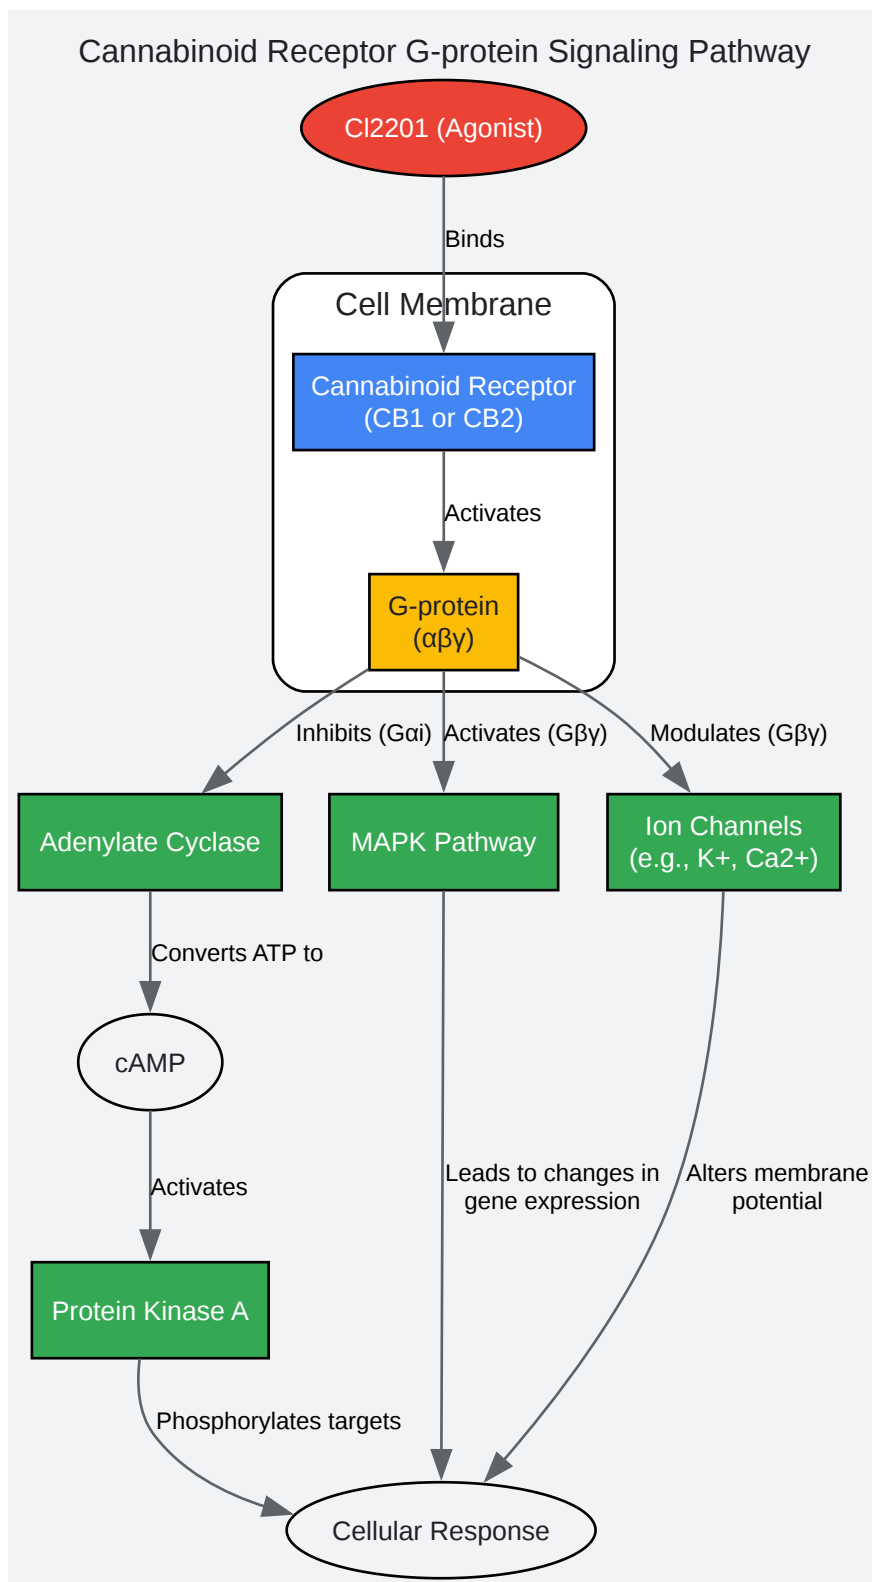 Cannabinoid Receptor G-protein Signaling Pathway
Cl2201 (Agonist)
Binds
Cell Membrane
Cannabinoid Receptor
(CB1 or CB2)
Activates
G-protein
(αβγ)
Inhibits (Gαi)
Activates (Gβγ)
Modulates (Gβγ)
Adenylate Cyclase
MAPK Pathway
Ion Channels
(e.g., K+, Ca2+)
Converts ATP to
cAMP
Activates
Leads to changes in
gene expression
Alters membrane
potential
Protein Kinase A
Phosphorylates targets
Cellular Response